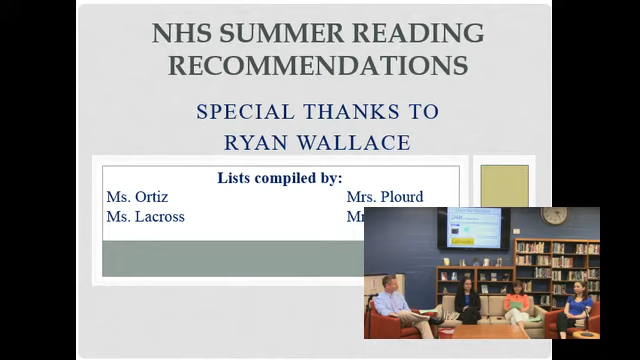 NHS SUMMER READING
RECOMMENDATIONS
SPECIAL THANKS TO
RYAN WALLACE
Lists compiled by:
Ms. Ortiz
Mrs. Plourd
Ms. Lacross